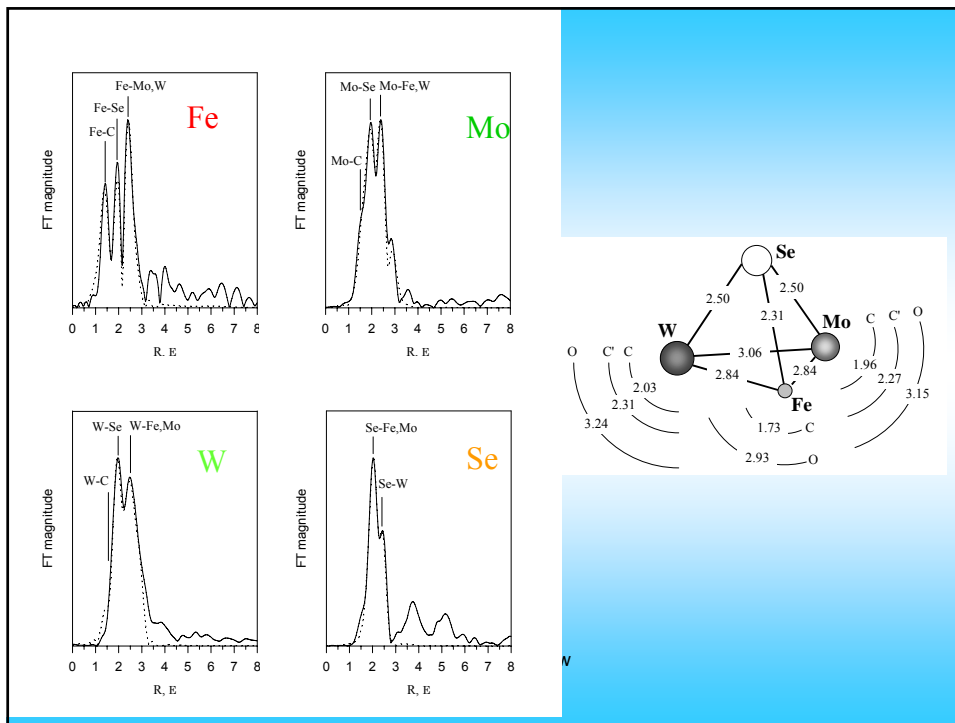 Fe-Mo,W
Fe-Se
Fe-C
Fe
FT magnitude
0 1 2 3 4 5 6 7 8
R. E
Mo-Se Mo-Fe,W
Mo-C
Mo
FT magnitude
0 1 2 3 4 5 6 7 8
R. E
W-Se W-Fe,Mo
W-C
W
FT magnitude
0 1 2 3 4 5 6 7 8
R, E
Se-Fe,Mo
Se-W
Se
FT magnitude
0 1 2 3 4 5 6 7 8
R, E
w
Se
2.50 2.50
2.31
W Mo
C C' O
O C' C
3.06
2.84 2.84
1.96
2.03 Fe 2.27
2.31 3.15
3.24 1.73 C
2.93 O